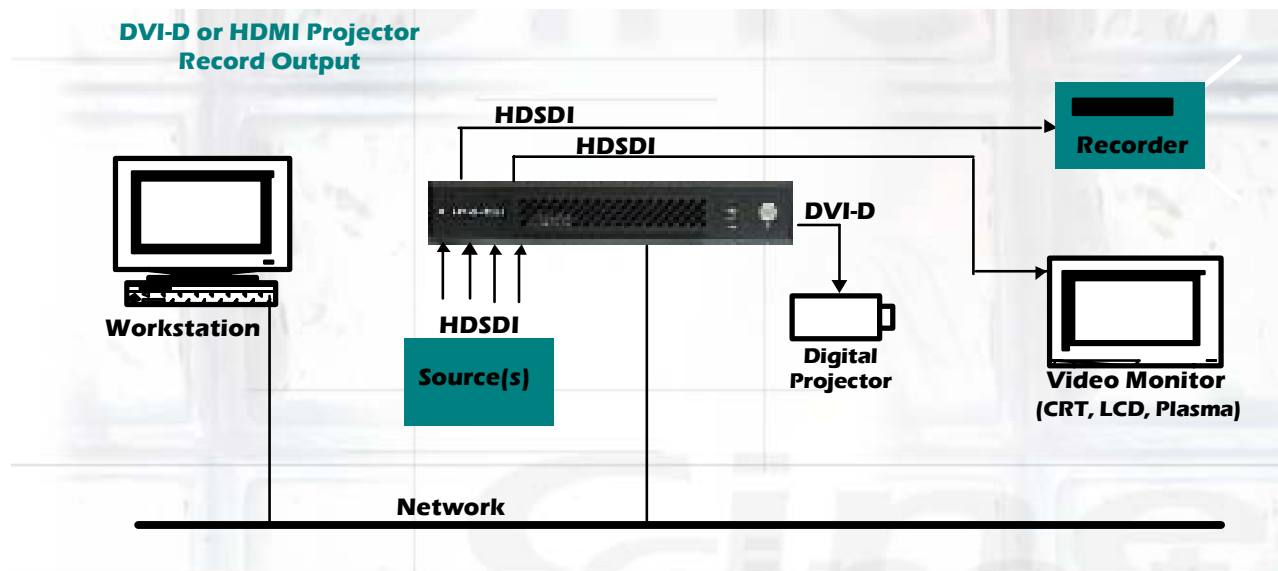 DVI-D or HDMI Projector
Record Output
HDSDI
HDSDI
Recorder
DVI-D
Workstation
HDSDI
Source(s)
Digital
Projector
Video Monitor
(CRT, LCD, Plasma)
Network
Cine